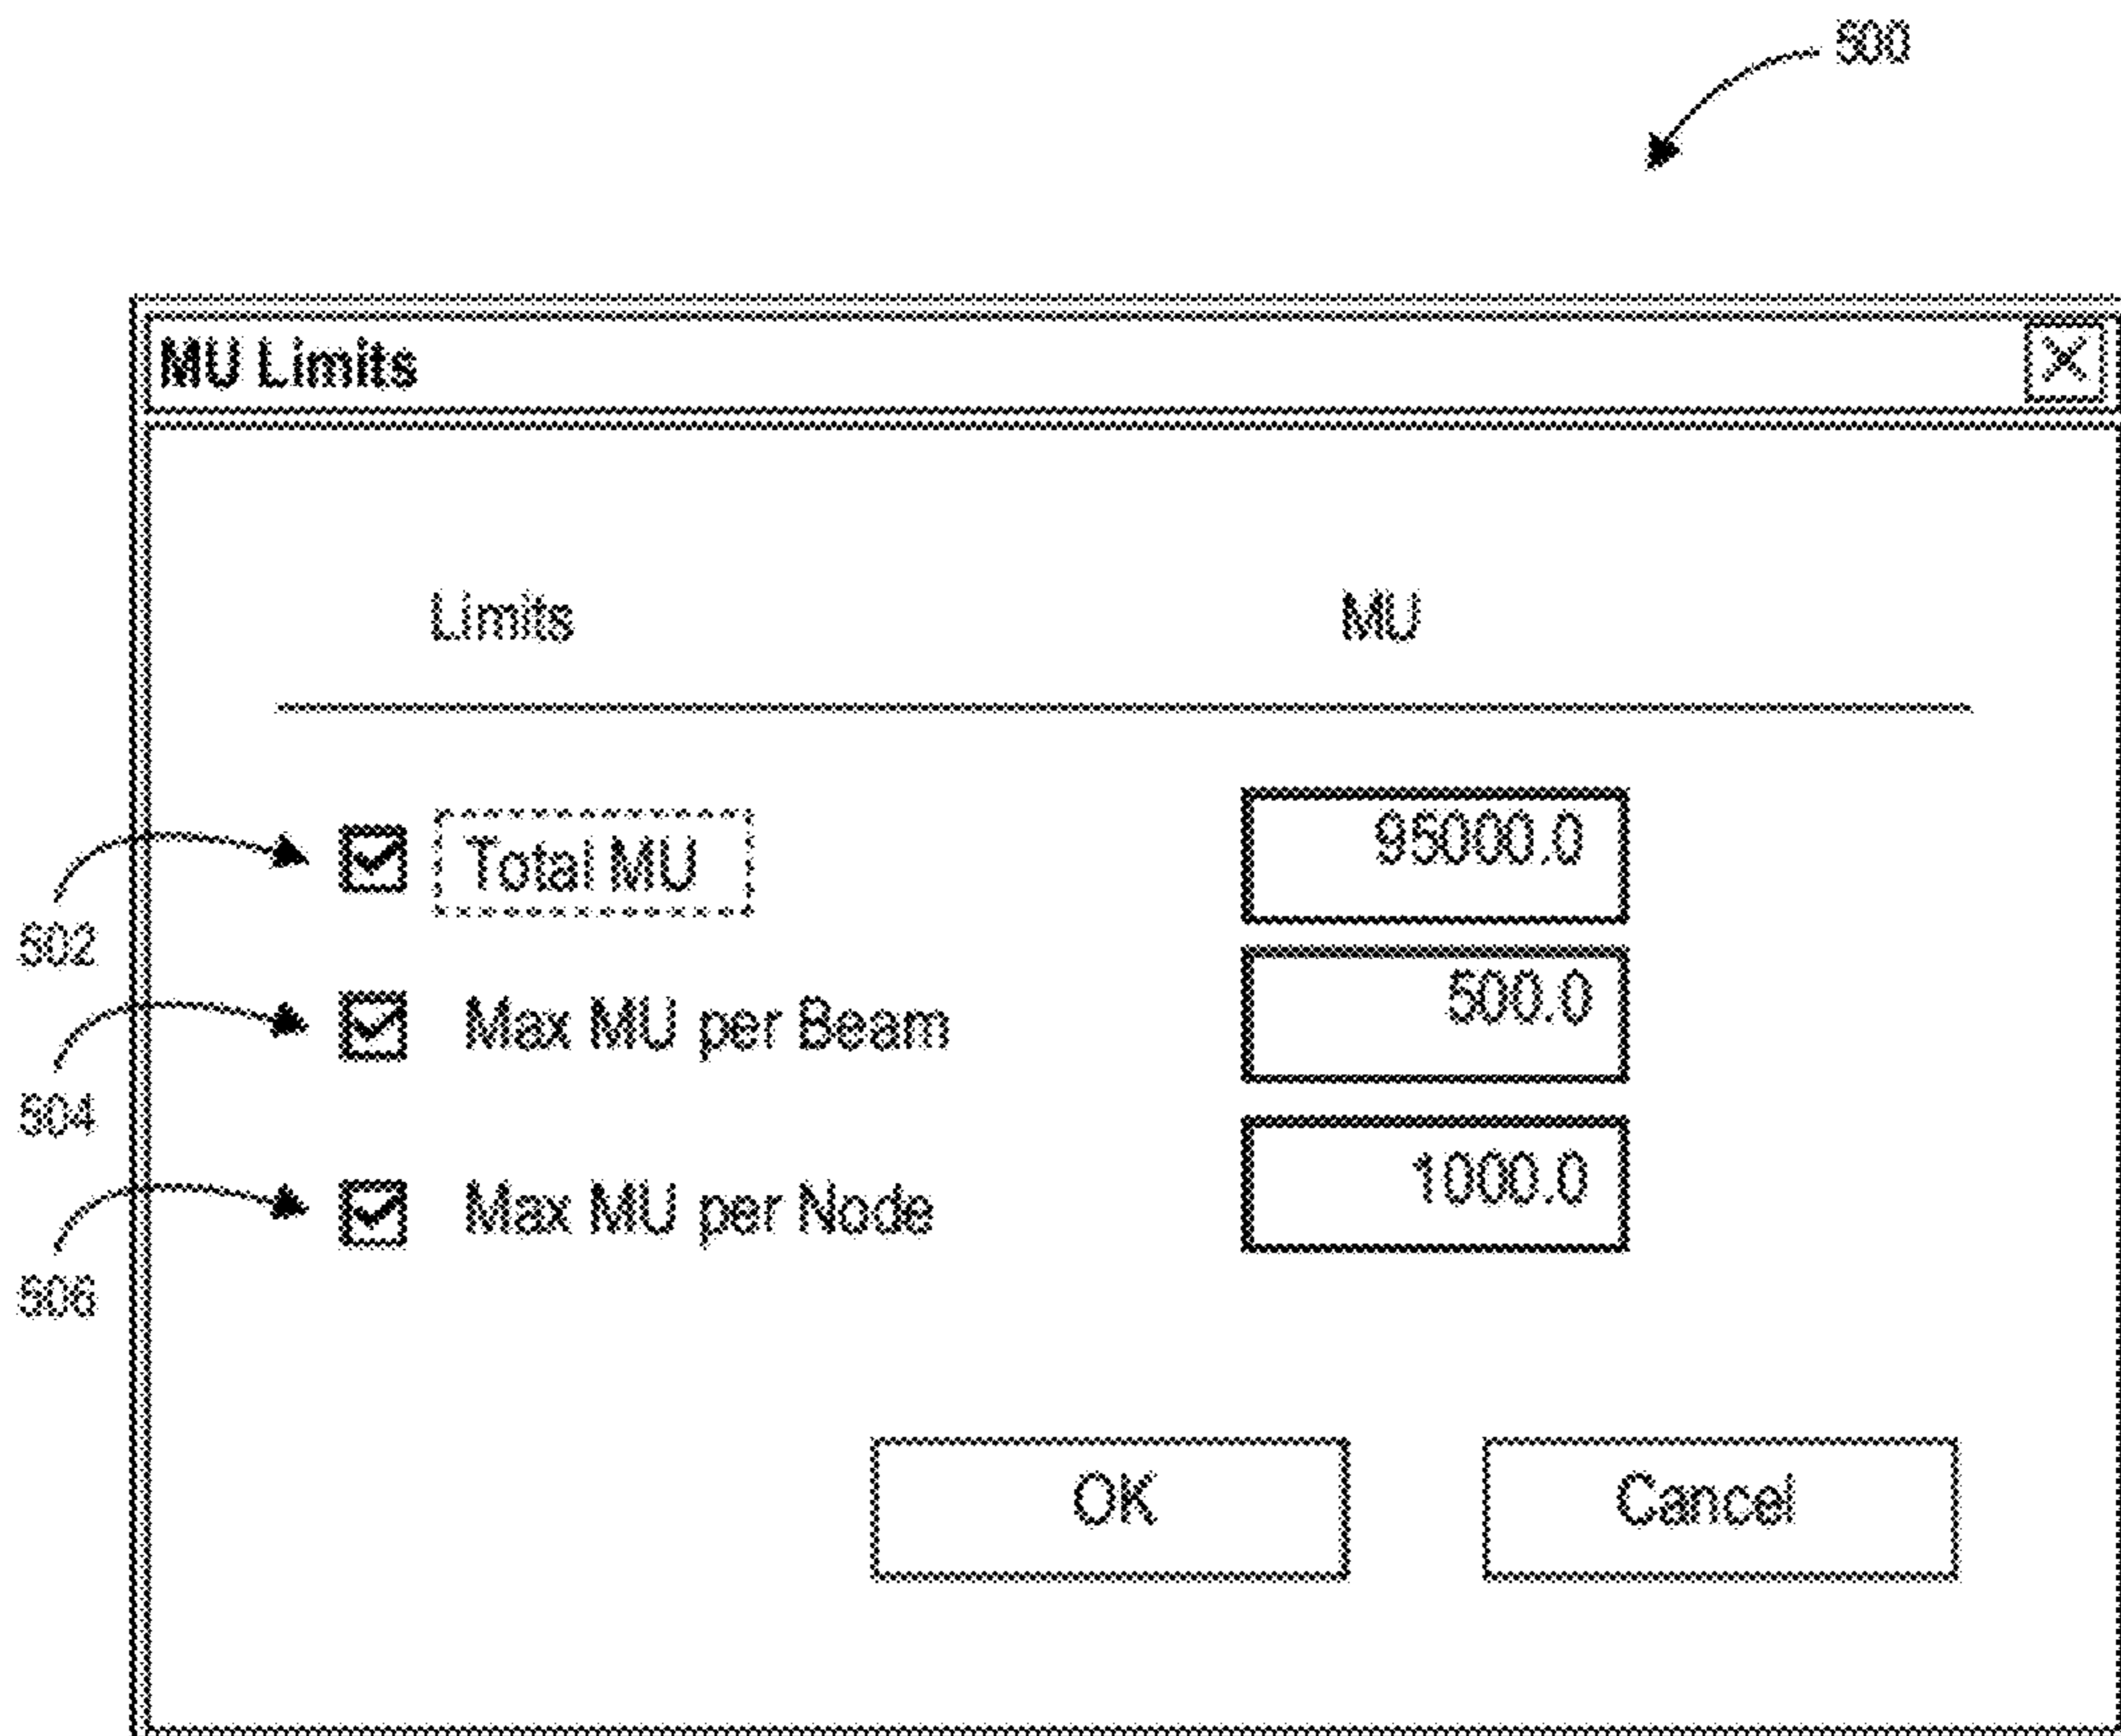 500
MU Limits
Limits MU
Total MU 95000.0
502
Max MU per Beam 500.0
504
Max MU per Node 1000.0
506
OK Cancel